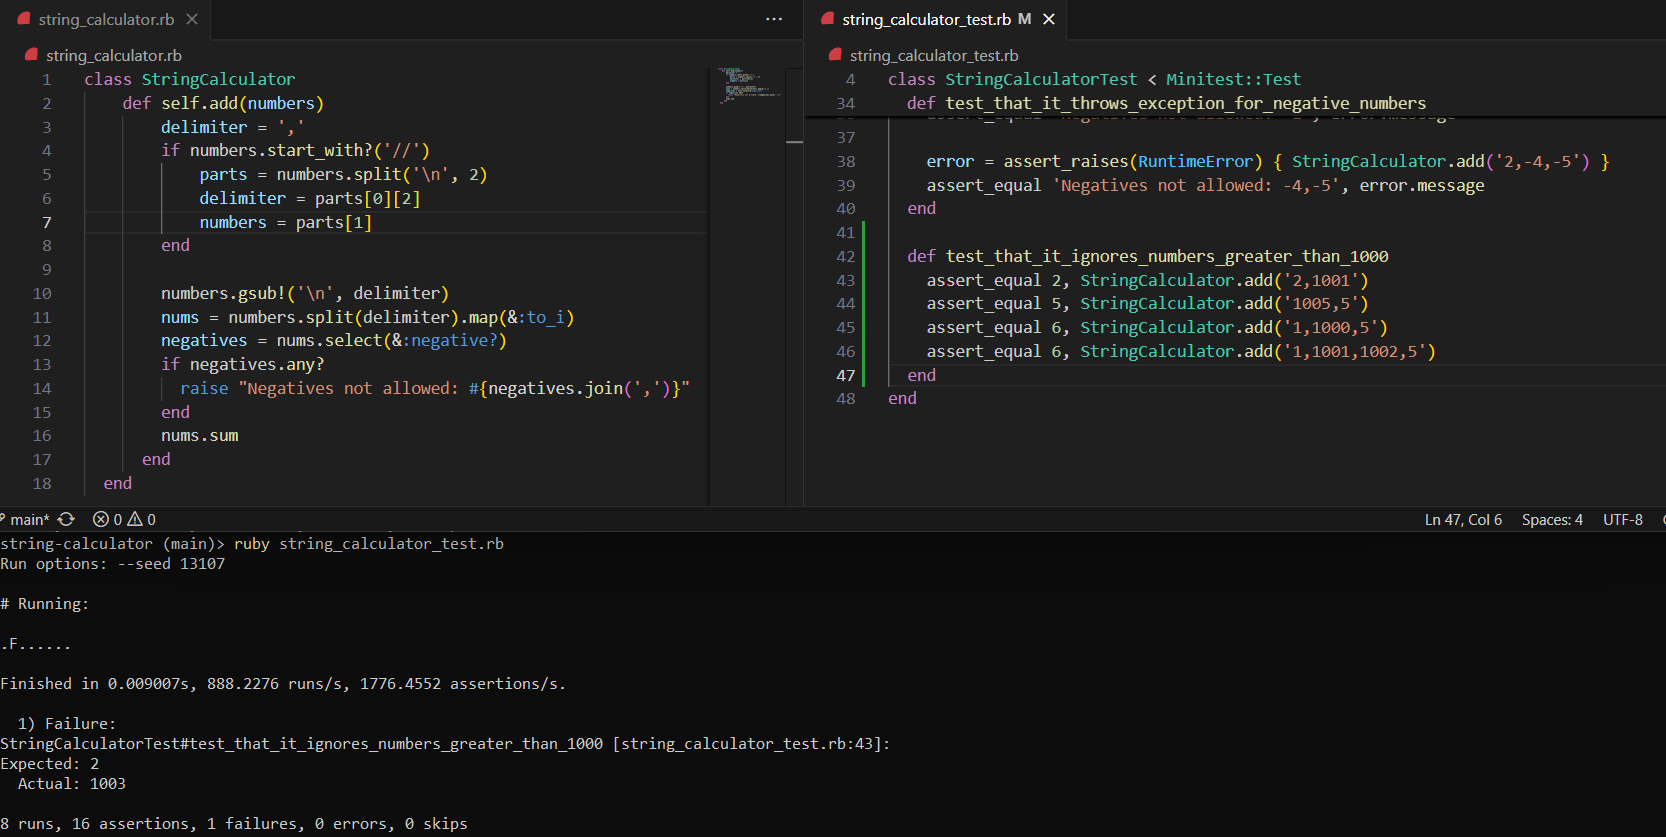 string_calculator.rb
string_calculator.rb
1 class StringCalculator
2 def self.add(numbers)
3 delimiter = ','
4 if numbers.start_with?('//')
5 parts = numbers.split('\n', 2)
6 delimiter = parts[0][2]
7 numbers = parts[1]
8 end
9
10 numbers.gsub!('\n', delimiter)
11 nums = numbers.split(delimiter).map(&:to_i)
12 negatives = nums.select(&:negative?)
13 if negatives.any?
14 raise "Negatives not allowed: #{negatives.join(',')}"
15 end
16 nums.sum
17 end
18 end
string_calculator_test.rb M
string_calculator_test.rb
4 class StringCalculatorTest < Minitest::Test
34 def test_that_it_throws_exception_for_negative_numbers
37
38 error = assert_raises(RuntimeError) { StringCalculator.add('2,-4,-5') }
39 assert_equal 'Negatives not allowed: -4,-5', error.message
40 end
41
42 def test_that_it_ignores_numbers_greater_than_1000
43 assert_equal 2, StringCalculator.add('2,1001')
44 assert_equal 5, StringCalculator.add('1005,5')
45 assert_equal 6, StringCalculator.add('1,1000,5')
46 assert_equal 6, StringCalculator.add('1,1001,1002,5')
47 end
48 end
main* 0 0 Ln 47, Col 6 Spaces: 4 UTF-8
string-calculator (main)> ruby string_calculator_test.rb
Run options: --seed 13107
# Running:
.F......
Finished in 0.009007s, 888.2276 runs/s, 1776.4552 assertions/s.
1) Failure:
StringCalculatorTest#test_that_it_ignores_numbers_greater_than_1000 [string_calculator_test.rb:43]:
Expected: 2
Actual: 1003
8 runs, 16 assertions, 1 failures, 0 errors, 0 skips